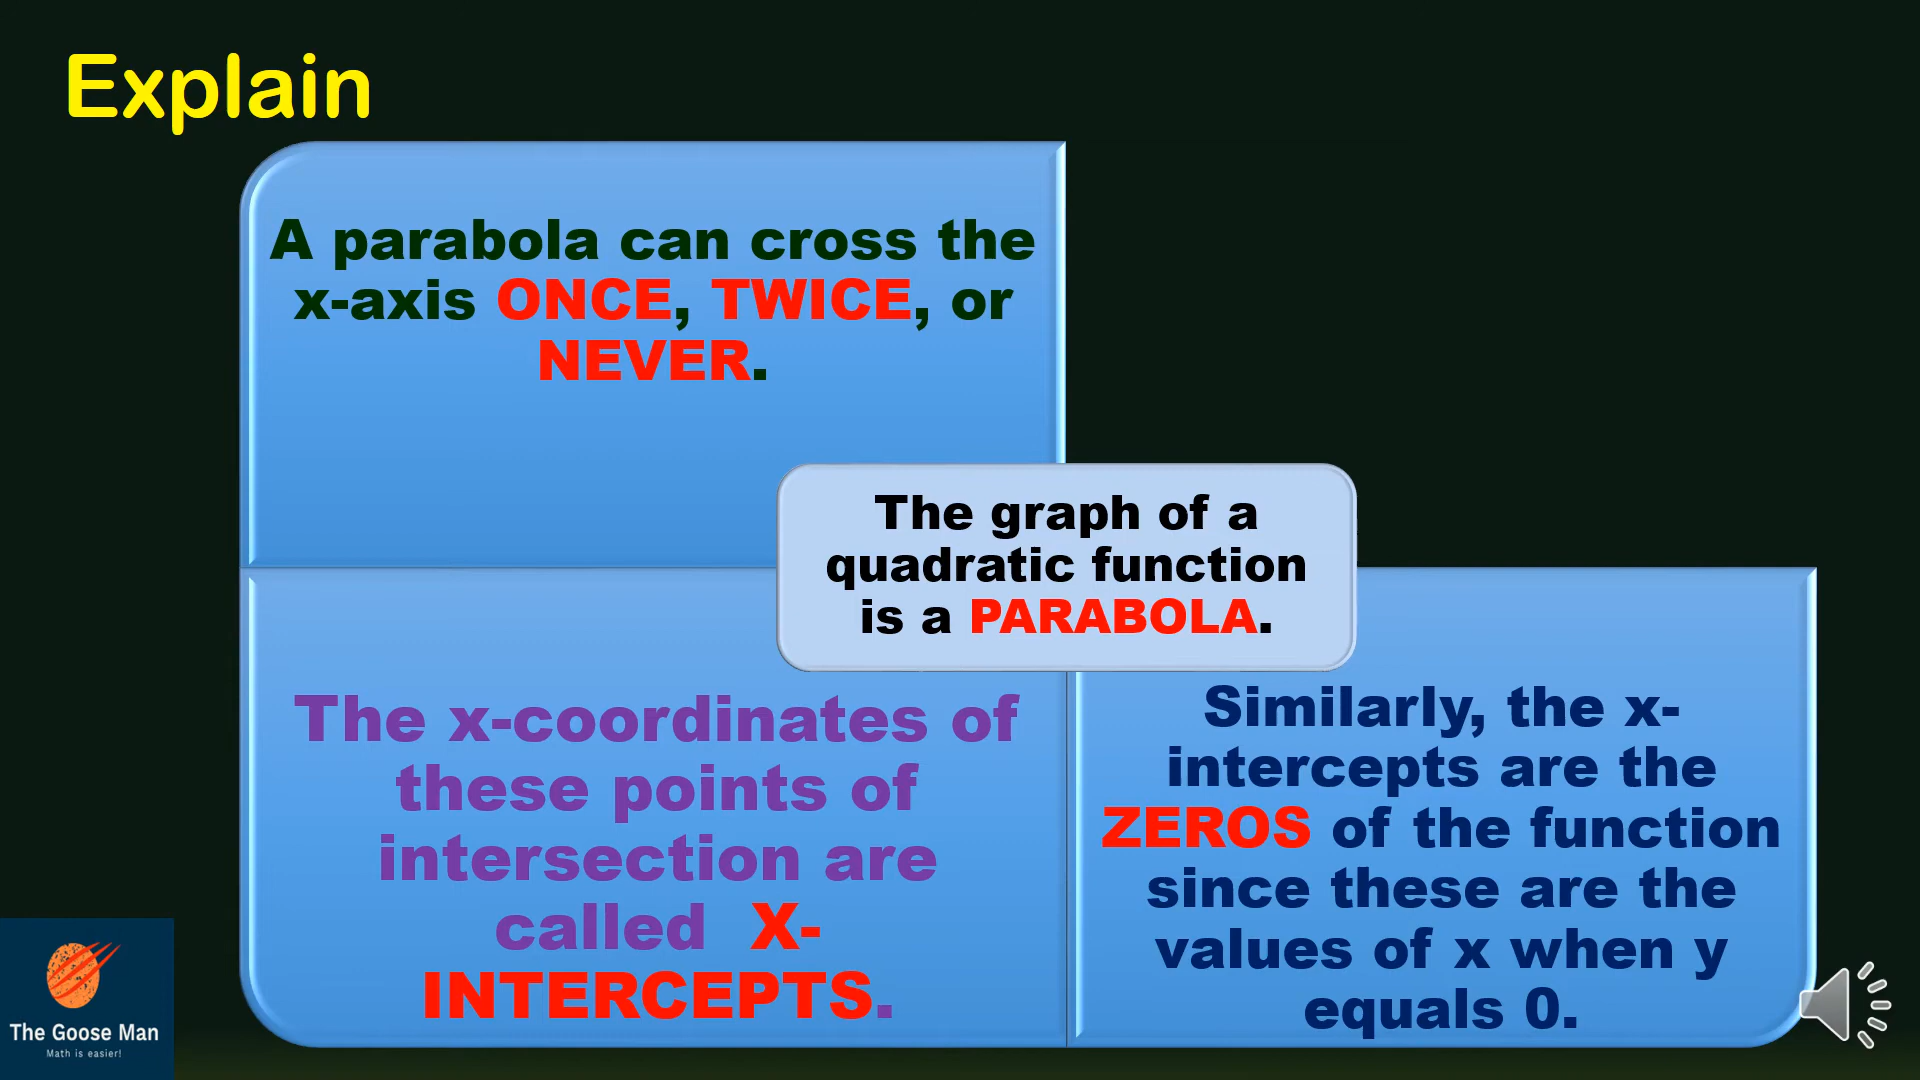 Explain
A parabola can cross the
x-axis ONCE, TWICE, or
NEVER.
The graph of a
quadratic function
is a PARABOLA.
The x-coordinates of
these points of
intersection are
called X-
INTERCEPTS.
Similarly, the x-
intercepts are the
ZEROS of the function
since these are the
values of x when y
equals 0.
The Goose Man
Math is easier!